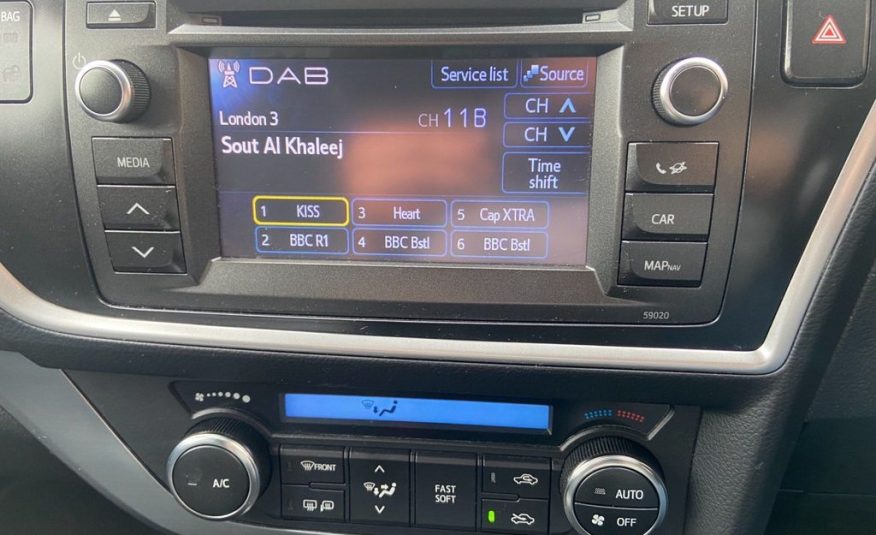 BAG
SETUP
DAB
Service list
Source
London 3
CH 11B
CH
CH
Sout Al Khaleej
Time
shift
1 KISS
3 Heart
5 Cap XTRA
2 BBC R1
4 BBC Bstl
6 BBC Bstl
MEDIA
CAR
MAP NAV
59020
A/C
FRONT
FAST
SOFT
AUTO
OFF